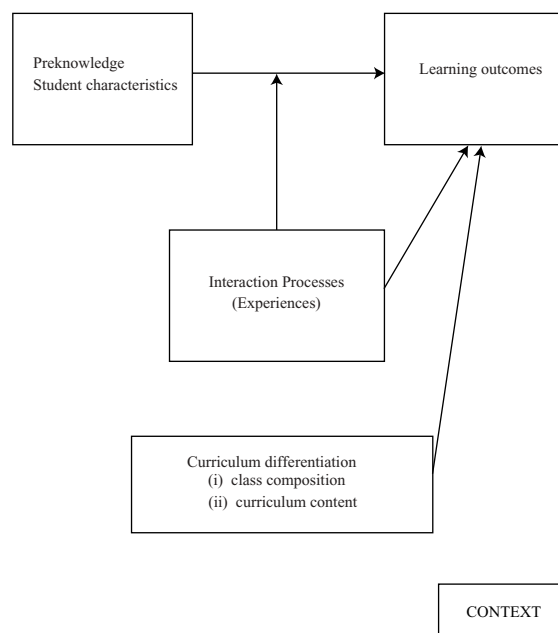 Preknowledge
Student characteristics
Learning outcomes
Interaction Processes
(Experiences)
Curriculum differentiation
(i) class composition
(ii) curriculum content
CONTEXT